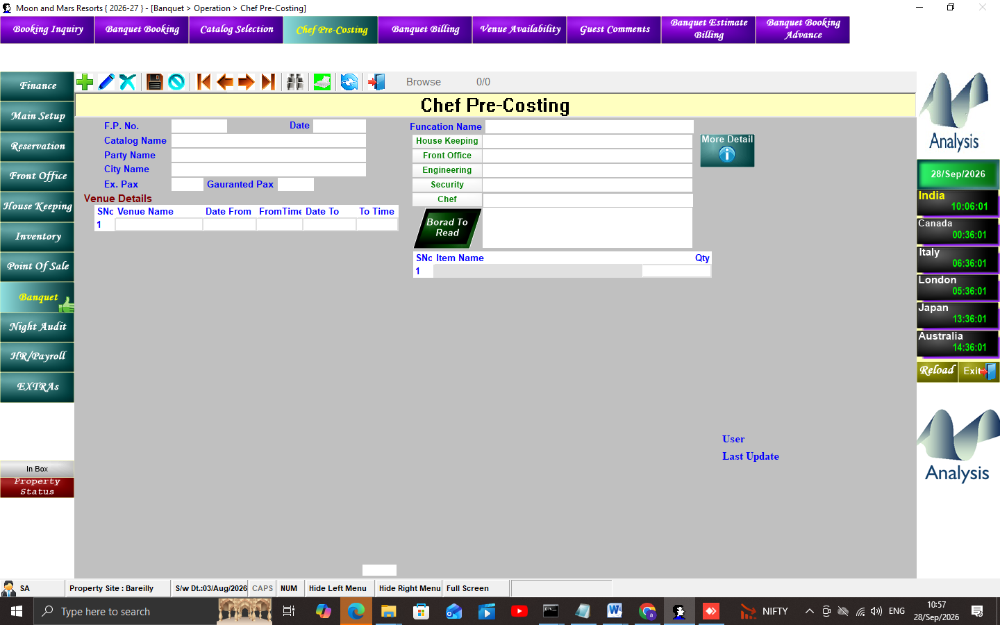 Moon and Mars Resorts { 2026-27 } - [Banquet > Operation > Chef Pre-Costing]
Booking Inquiry
Banquet Booking
Catalog Selection
Chef Pre-Costing
Banquet Billing
Venue Availability
Guest Comments
Banquet Estimate
Billing
Banquet Booking
Advance
Finance
Main Setup
Reservation
Front Office
House Keeping
Inventory
Point Of Sale
Banquet
Night Audit
HR/Payroll
EXTRAs
In Box
Property
Status
Browse 0/0
Chef Pre-Costing
F.P. No. Date
Catalog Name
Party Name
City Name
Ex. Pax Gauranted Pax
Venue Details
SNo Venue Name Date From FromTime Date To To Time
1
Funcation Name
House Keeping
Front Office
Engineering
Security
Chef
Borad To
Read
More Detail
SNo Item Name Qty
1
User
Last Update
Analysis
28/Sep/2026
India
10:06:01
Canada
00:36:01
Italy
06:36:01
London
05:36:01
Japan
13:36:01
Australia
14:36:01
Reload Exit
Analysis
SA Property Site : Bareilly S/w Dt.:03/Aug/2026 CAPS NUM Hide Left Menu Hide Right Menu Full Screen
Type here to search
NIFTY
ENG
10:57
28/Sep/2026